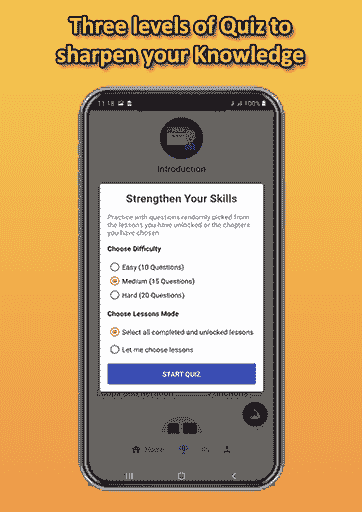 Three levels of Quiz to
sharpen your Knowledge
11:18
100%
Introduction
Strengthen Your Skills
Practice with questions randomly picked from
the lessons you have unlocked or the chapters
you have chosen
Choose Difficulty
Easy (10 Questions)
Medium (15 Questions)
Hard (20 Questions)
Choose Lessons Mode
Select all completed and unlocked lessons
Let me choose lessons
START QUIZ
Home